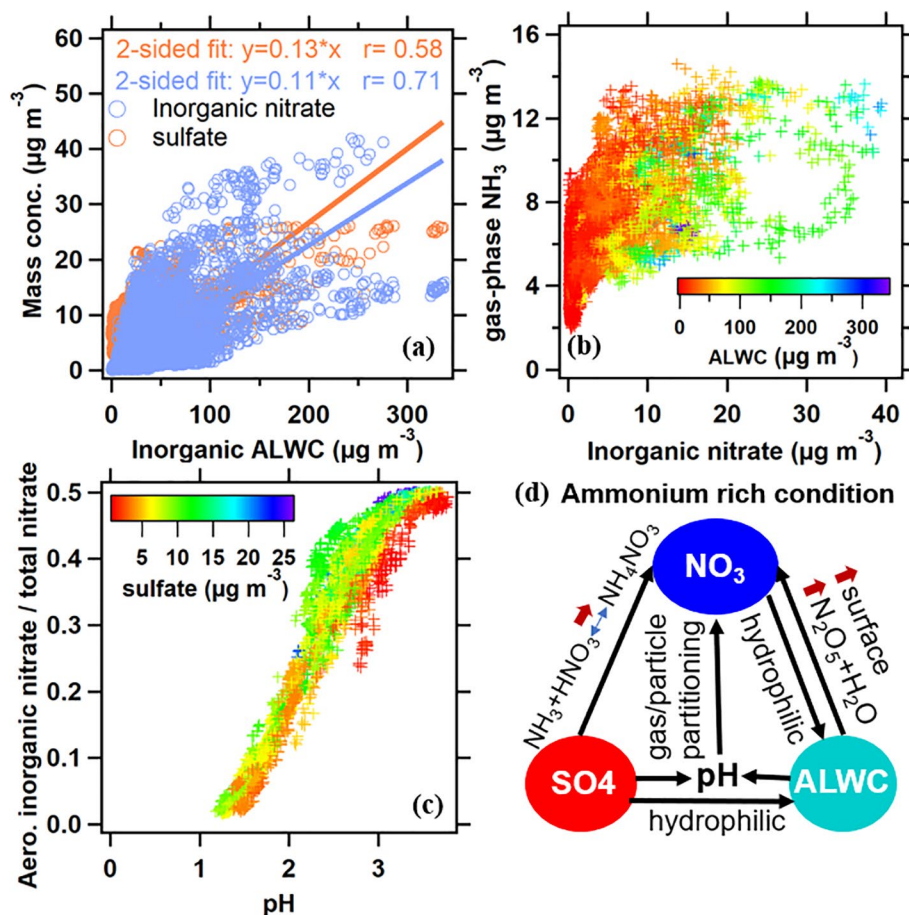 60
50
40
30
20
10
0
Mass conc. (µg m⁻³)
2-sided fit: y=0.13*x r= 0.58
2-sided fit: y=0.11*x r= 0.71
Inorganic nitrate
sulfate
(a)
0 100 200 300
Inorganic ALWC (µg m⁻³)
16
12
8
4
0
gas-phase NH₃ (µg m⁻³)
0 100 200 300
ALWC (µg m⁻³)
(b)
0 10 20 30 40
Inorganic nitrate (µg m⁻³)
0.5
0.4
0.3
0.2
0.1
0.0
Aero. inorganic nitrate / total nitrate
5 10 15 20 25
sulfate (µg m⁻³)
(c)
0 1 2 3
pH
(d) Ammonium rich condition
NO₃
NH₃+HNO₃ NH₄NO₃
gas/particle
partitioning
hydrophilic
N₂O₅+H₂O
surface
SO4
pH
ALWC
hydrophilic